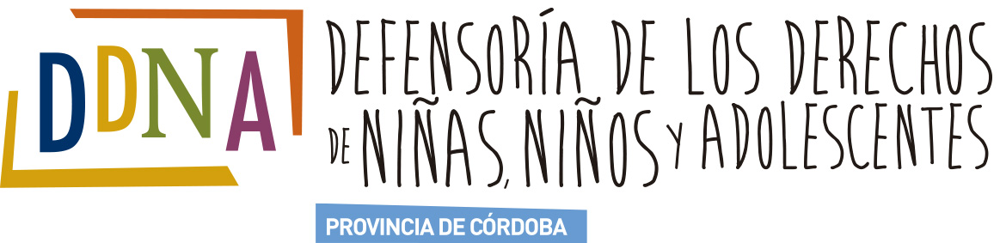 DDNA
DEFENSORÍA DE LOS DERECHOS
DE NIÑAS, NIÑOS Y ADOLESCENTES
PROVINCIA DE CÓRDOBA